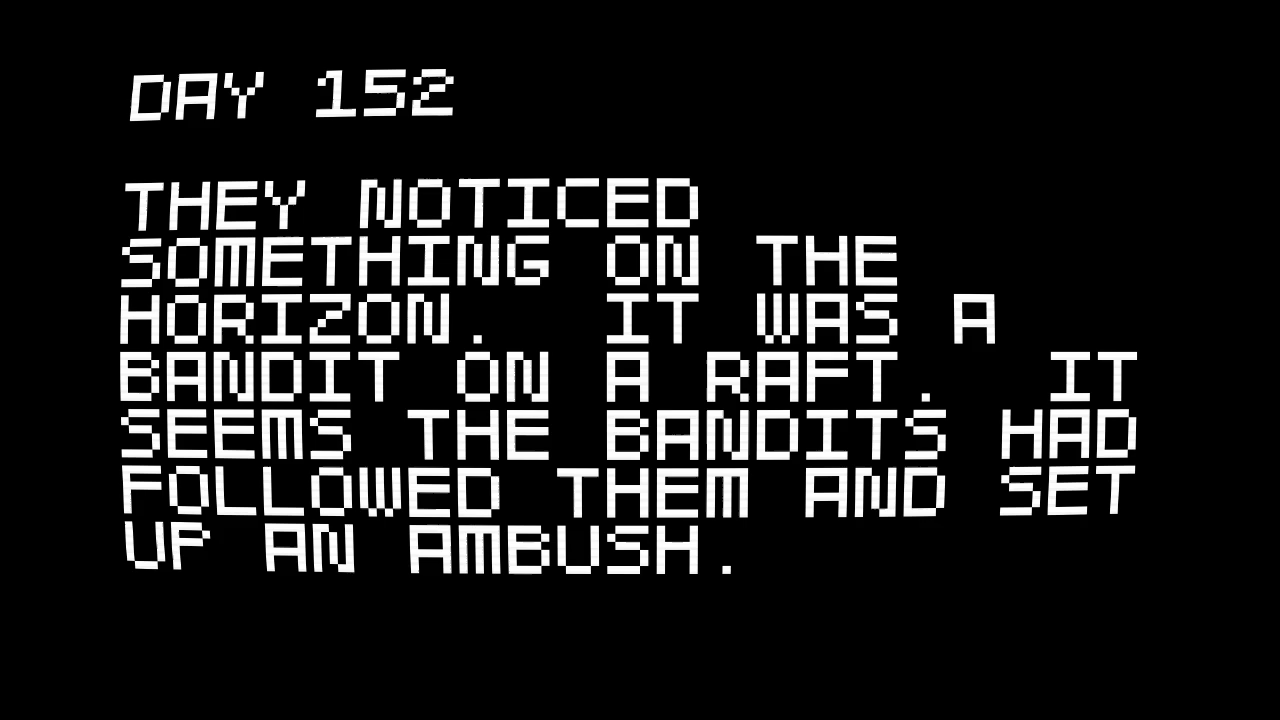 DAY 152
THEY NOTICED
SOMETHING ON THE
HORIZON.  IT WAS A
BANDIT ON A RAFT.  IT
SEEMS THE BANDITS HAD
FOLLOWED THEM AND SET
UP AN AMBUSH.